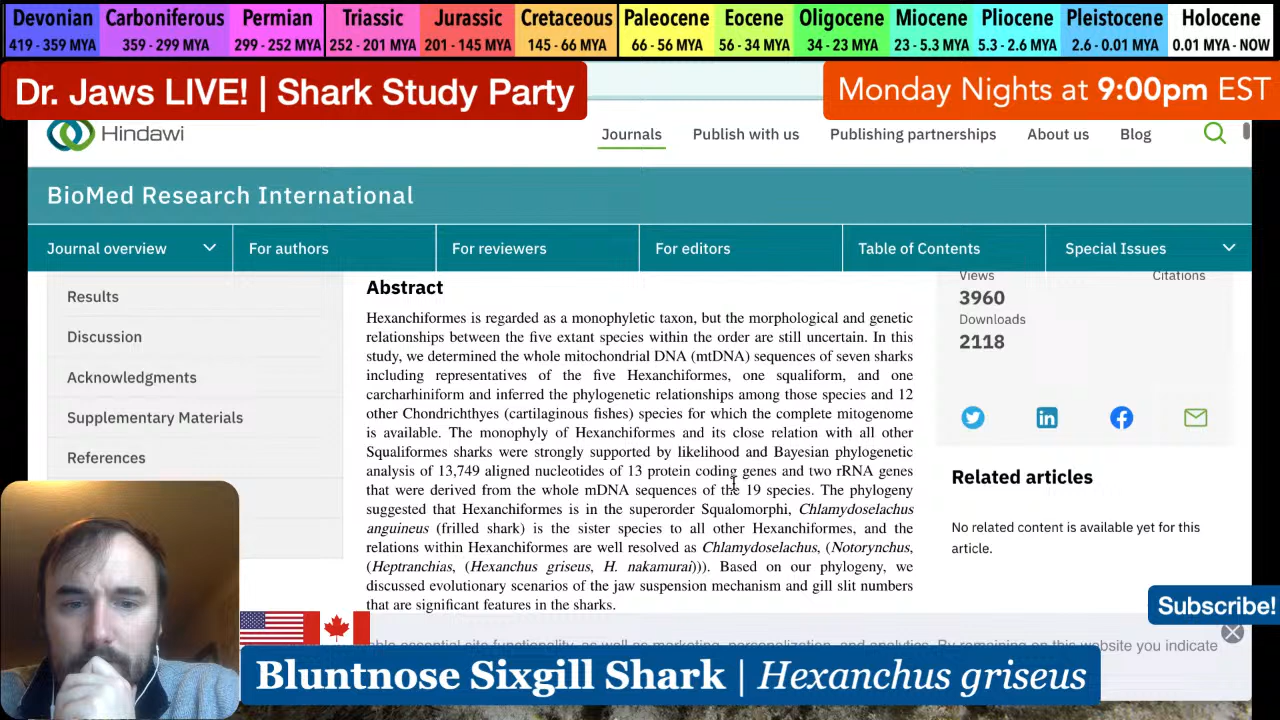 Devonian Carboniferous Permian Triassic Jurassic Cretaceous Paleocene Eocene Oligocene Miocene Pliocene Pleistocene Holocene
419 - 359 MYA 359 - 299 MYA 299 - 252 MYA 252 - 201 MYA 201 - 145 MYA 145 - 66 MYA 66 - 56 MYA 56 - 34 MYA 34 - 23 MYA 23 - 5.3 MYA 5.3 - 2.6 MYA 2.6 - 0.01 MYA 0.01 MYA - NOW
Dr. Jaws LIVE! | Shark Study Party
Monday Nights at 9:00pm EST
Hindawi
Journals Publish with us Publishing partnerships About us Blog
BioMed Research International
Journal overview For authors For reviewers For editors Table of Contents Special Issues
Results
Discussion
Acknowledgments
Supplementary Materials
References
Abstract
Hexanchiformes is regarded as a monophyletic taxon, but the morphological and genetic
relationships between the five extant species within the order are still uncertain. In this
study, we determined the whole mitochondrial DNA (mtDNA) sequences of seven sharks
including representatives of the five Hexanchiformes, one squaliform, and one
carcharhiniform and inferred the phylogenetic relationships among those species and 12
other Chondrichthyes (cartilaginous fishes) species for which the complete mitogenome
is available. The monophyly of Hexanchiformes and its close relation with all other
Squaliformes sharks were strongly supported by likelihood and Bayesian phylogenetic
analysis of 13,749 aligned nucleotides of 13 protein coding genes and two rRNA genes
that were derived from the whole mDNA sequences of the 19 species. The phylogeny
suggested that Hexanchiformes is in the superorder Squalomorphi, Chlamydoselachus
anguineus (frilled shark) is the sister species to all other Hexanchiformes, and the
relations within Hexanchiformes are well resolved as Chlamydoselachus, (Notorynchus,
(Heptranchias, (Hexanchus griseus, H. nakamurai))). Based on our phylogeny, we
discussed evolutionary scenarios of the jaw suspension mechanism and gill slit numbers
that are significant features in the sharks.
Views Citations
3960
Downloads
2118
Related articles
No related content is available yet for this
article.
Subscribe!
essential site functionality, as well as marketing, personalization, and analytics. By remaining on this website you indicate
Bluntnose Sixgill Shark | Hexanchus griseus